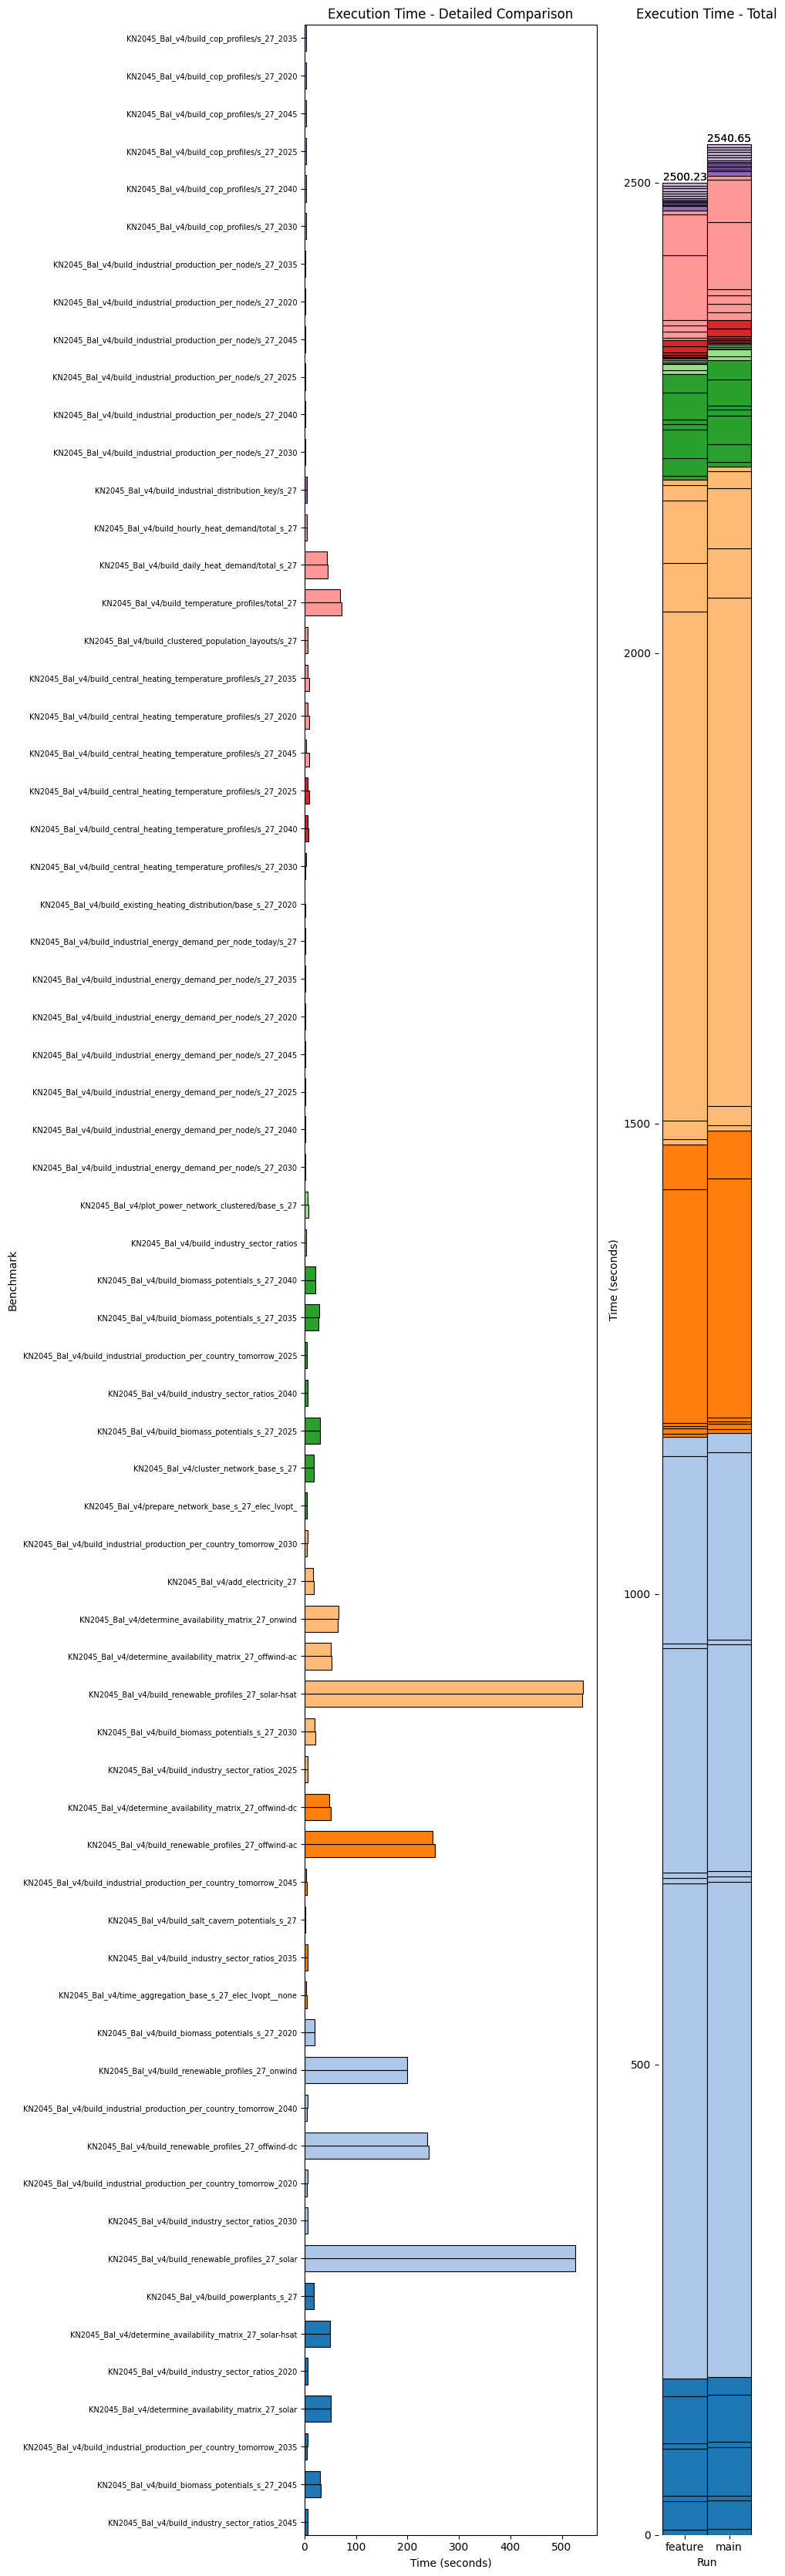 Execution Time - Detailed Comparison
Execution Time - Total
KN2045_Bal_v4/build_cop_profiles/s_27_2035
KN2045_Bal_v4/build_cop_profiles/s_27_2020
KN2045_Bal_v4/build_cop_profiles/s_27_2045
KN2045_Bal_v4/build_cop_profiles/s_27_2025
KN2045_Bal_v4/build_cop_profiles/s_27_2040
KN2045_Bal_v4/build_cop_profiles/s_27_2030
KN2045_Bal_v4/build_industrial_production_per_node/s_27_2035
KN2045_Bal_v4/build_industrial_production_per_node/s_27_2020
KN2045_Bal_v4/build_industrial_production_per_node/s_27_2045
KN2045_Bal_v4/build_industrial_production_per_node/s_27_2025
KN2045_Bal_v4/build_industrial_production_per_node/s_27_2040
KN2045_Bal_v4/build_industrial_production_per_node/s_27_2030
KN2045_Bal_v4/build_industrial_distribution_key/s_27
KN2045_Bal_v4/build_hourly_heat_demand/total_s_27
KN2045_Bal_v4/build_daily_heat_demand/total_s_27
KN2045_Bal_v4/build_temperature_profiles/total_27
KN2045_Bal_v4/build_clustered_population_layouts/s_27
KN2045_Bal_v4/build_central_heating_temperature_profiles/s_27_2035
KN2045_Bal_v4/build_central_heating_temperature_profiles/s_27_2020
KN2045_Bal_v4/build_central_heating_temperature_profiles/s_27_2045
KN2045_Bal_v4/build_central_heating_temperature_profiles/s_27_2025
KN2045_Bal_v4/build_central_heating_temperature_profiles/s_27_2040
KN2045_Bal_v4/build_central_heating_temperature_profiles/s_27_2030
KN2045_Bal_v4/build_existing_heating_distribution/base_s_27_2020
KN2045_Bal_v4/build_industrial_energy_demand_per_node_today/s_27
KN2045_Bal_v4/build_industrial_energy_demand_per_node/s_27_2035
KN2045_Bal_v4/build_industrial_energy_demand_per_node/s_27_2020
KN2045_Bal_v4/build_industrial_energy_demand_per_node/s_27_2045
KN2045_Bal_v4/build_industrial_energy_demand_per_node/s_27_2025
KN2045_Bal_v4/build_industrial_energy_demand_per_node/s_27_2040
KN2045_Bal_v4/build_industrial_energy_demand_per_node/s_27_2030
KN2045_Bal_v4/plot_power_network_clustered/base_s_27
KN2045_Bal_v4/build_industry_sector_ratios
KN2045_Bal_v4/build_biomass_potentials_s_27_2040
KN2045_Bal_v4/build_biomass_potentials_s_27_2035
KN2045_Bal_v4/build_industrial_production_per_country_tomorrow_2025
KN2045_Bal_v4/build_industry_sector_ratios_2040
KN2045_Bal_v4/build_biomass_potentials_s_27_2025
KN2045_Bal_v4/cluster_network_base_s_27
KN2045_Bal_v4/prepare_network_base_s_27_elec_lvopt_
KN2045_Bal_v4/build_industrial_production_per_country_tomorrow_2030
KN2045_Bal_v4/add_electricity_27
KN2045_Bal_v4/determine_availability_matrix_27_onwind
KN2045_Bal_v4/determine_availability_matrix_27_offwind-ac
KN2045_Bal_v4/build_renewable_profiles_27_solar-hsat
KN2045_Bal_v4/build_biomass_potentials_s_27_2030
KN2045_Bal_v4/build_industry_sector_ratios_2025
KN2045_Bal_v4/determine_availability_matrix_27_offwind-dc
KN2045_Bal_v4/build_renewable_profiles_27_offwind-ac
KN2045_Bal_v4/build_industrial_production_per_country_tomorrow_2045
KN2045_Bal_v4/build_salt_cavern_potentials_s_27
KN2045_Bal_v4/build_industry_sector_ratios_2035
KN2045_Bal_v4/time_aggregation_base_s_27_elec_lvopt__none
KN2045_Bal_v4/build_biomass_potentials_s_27_2020
KN2045_Bal_v4/build_renewable_profiles_27_onwind
KN2045_Bal_v4/build_industrial_production_per_country_tomorrow_2040
KN2045_Bal_v4/build_renewable_profiles_27_offwind-dc
KN2045_Bal_v4/build_industrial_production_per_country_tomorrow_2020
KN2045_Bal_v4/build_industry_sector_ratios_2030
KN2045_Bal_v4/build_renewable_profiles_27_solar
KN2045_Bal_v4/build_powerplants_s_27
KN2045_Bal_v4/determine_availability_matrix_27_solar-hsat
KN2045_Bal_v4/build_industry_sector_ratios_2020
KN2045_Bal_v4/determine_availability_matrix_27_solar
KN2045_Bal_v4/build_industrial_production_per_country_tomorrow_2035
KN2045_Bal_v4/build_biomass_potentials_s_27_2045
KN2045_Bal_v4/build_industry_sector_ratios_2045
Benchmark
0 100 200 300 400 500
Time (seconds)
2540.65
2500.23
2500
2000
1500
1000
500
0
Time (seconds)
feature main
Run